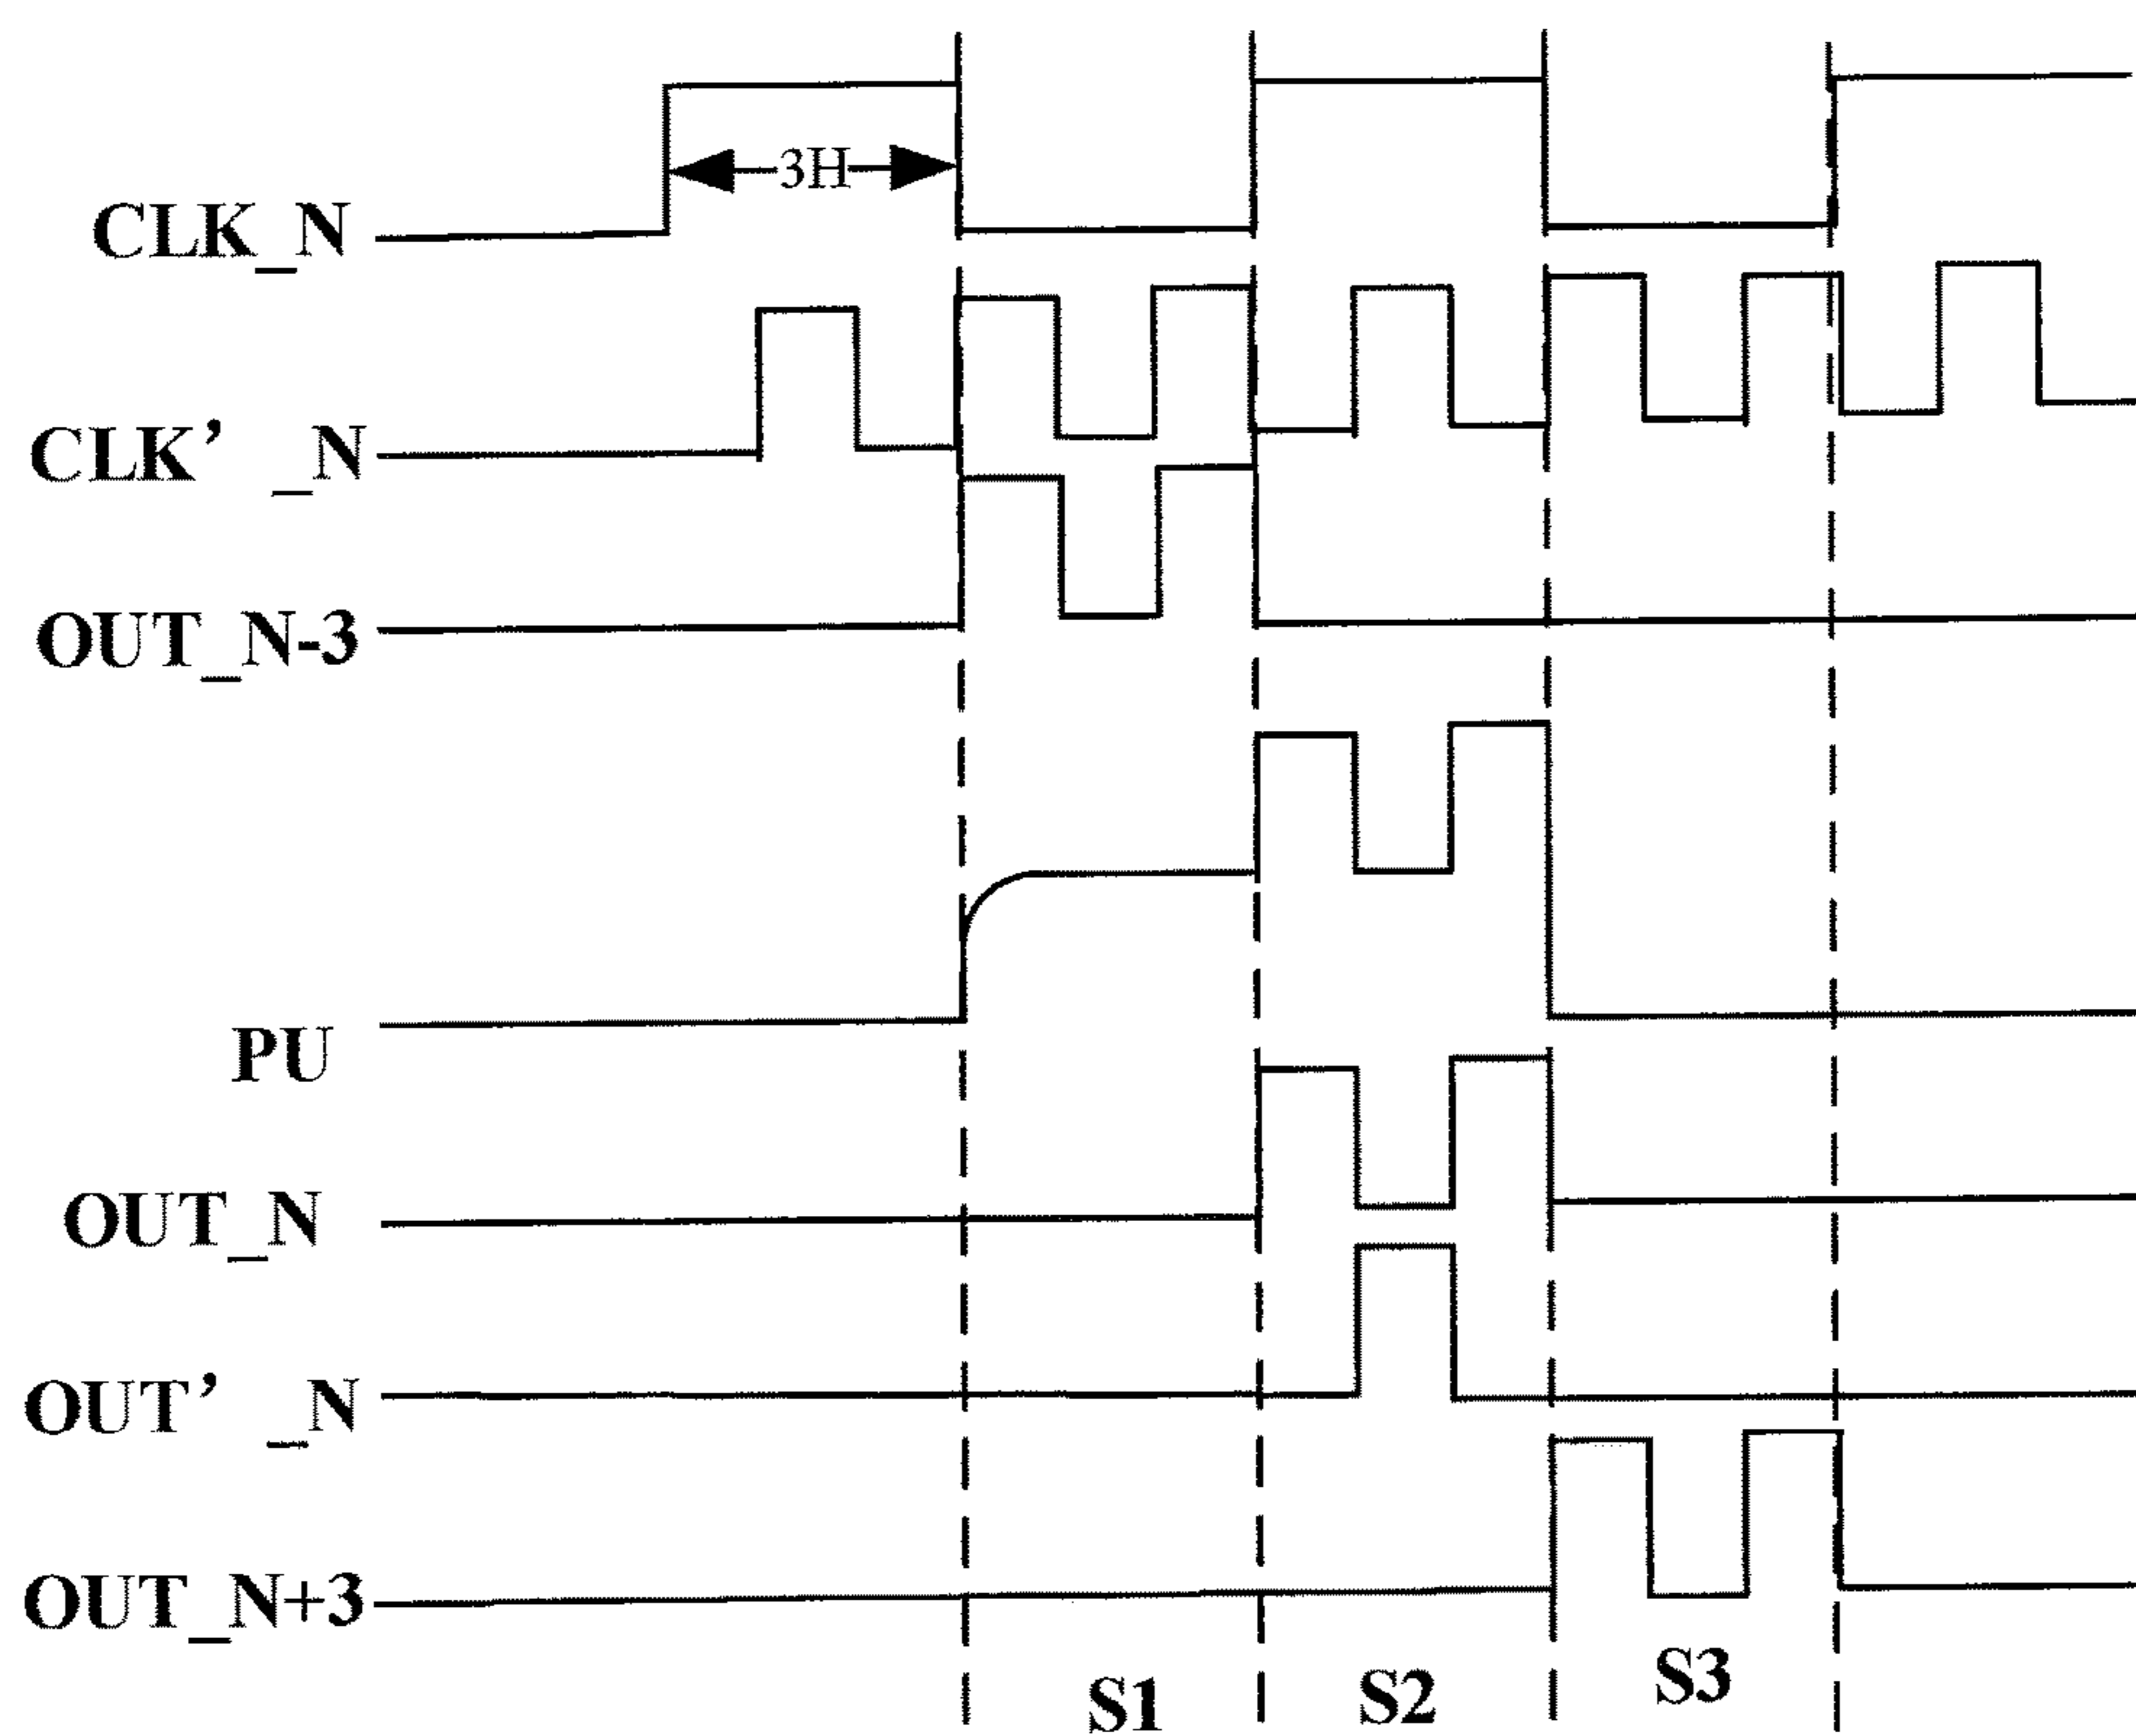 3H
CLK_N
CLK’_N
OUT_N-3
PU
OUT_N
OUT’_N
OUT_N+3
S1 S2 S3